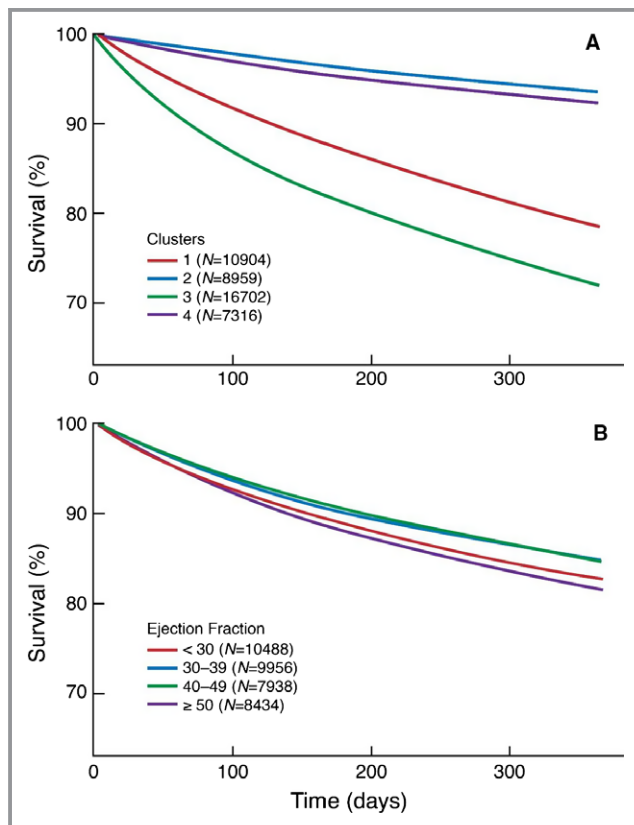 100
A
90
Survival (%)
80
Clusters
1 (N=10904)
2 (N=8959)
3 (N=16702)
4 (N=7316)
70
0 100 200 300
100
B
90
Survival (%)
80
Ejection Fraction
< 30 (N=10488)
30–39 (N=9956)
40–49 (N=7938)
≥ 50 (N=8434)
70
0 100 200 300
Time (days)